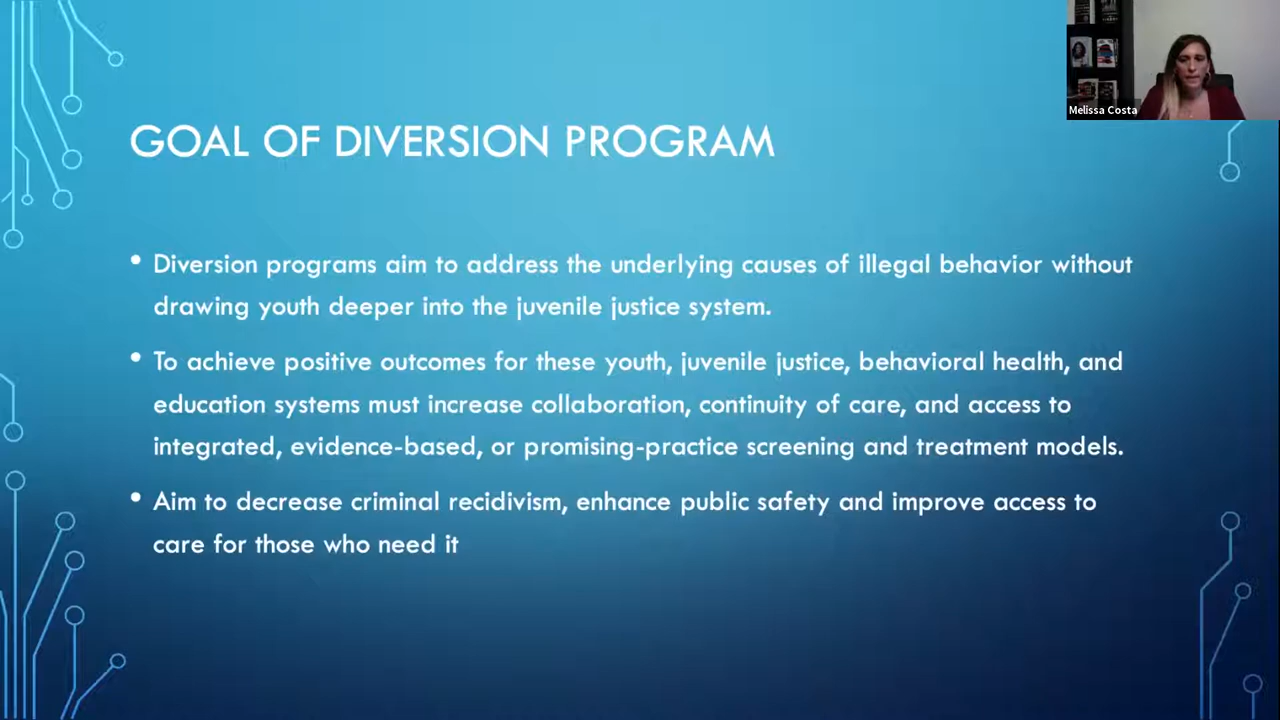 Melissa Costa
GOAL OF DIVERSION PROGRAM
• Diversion programs aim to address the underlying causes of illegal behavior without
drawing youth deeper into the juvenile justice system.
• To achieve positive outcomes for these youth, juvenile justice, behavioral health, and
education systems must increase collaboration, continuity of care, and access to
integrated, evidence-based, or promising-practice screening and treatment models.
• Aim to decrease criminal recidivism, enhance public safety and improve access to
care for those who need it